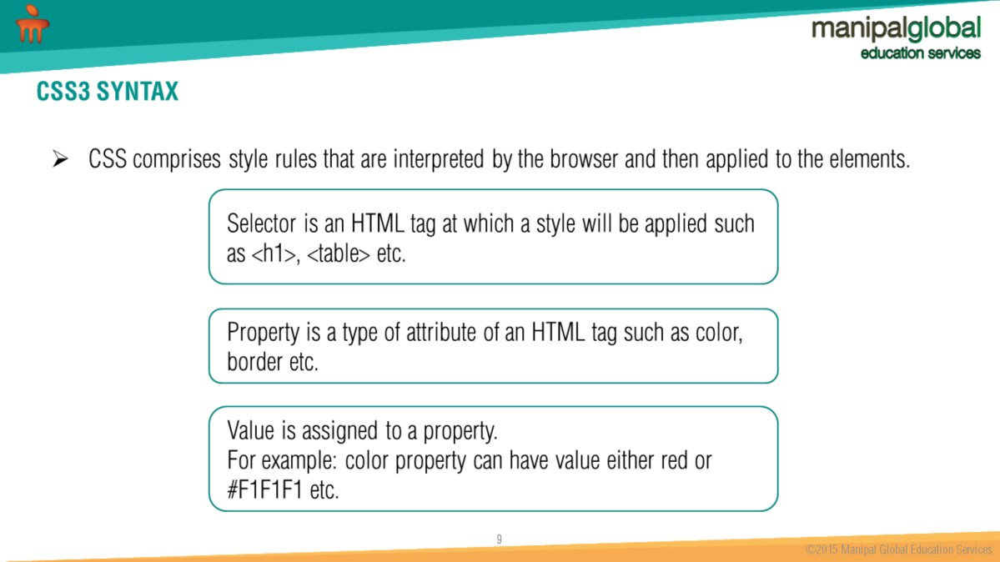 manipalglobal
education services
CSS3 SYNTAX
➢ CSS comprises style rules that are interpreted by the browser and then applied to the elements.
Selector is an HTML tag at which a style will be applied such
as <h1>, <table> etc.
Property is a type of attribute of an HTML tag such as color,
border etc.
Value is assigned to a property.
For example: color property can have value either red or
#F1F1F1 etc.
9
©2015 Manipal Global Education Services